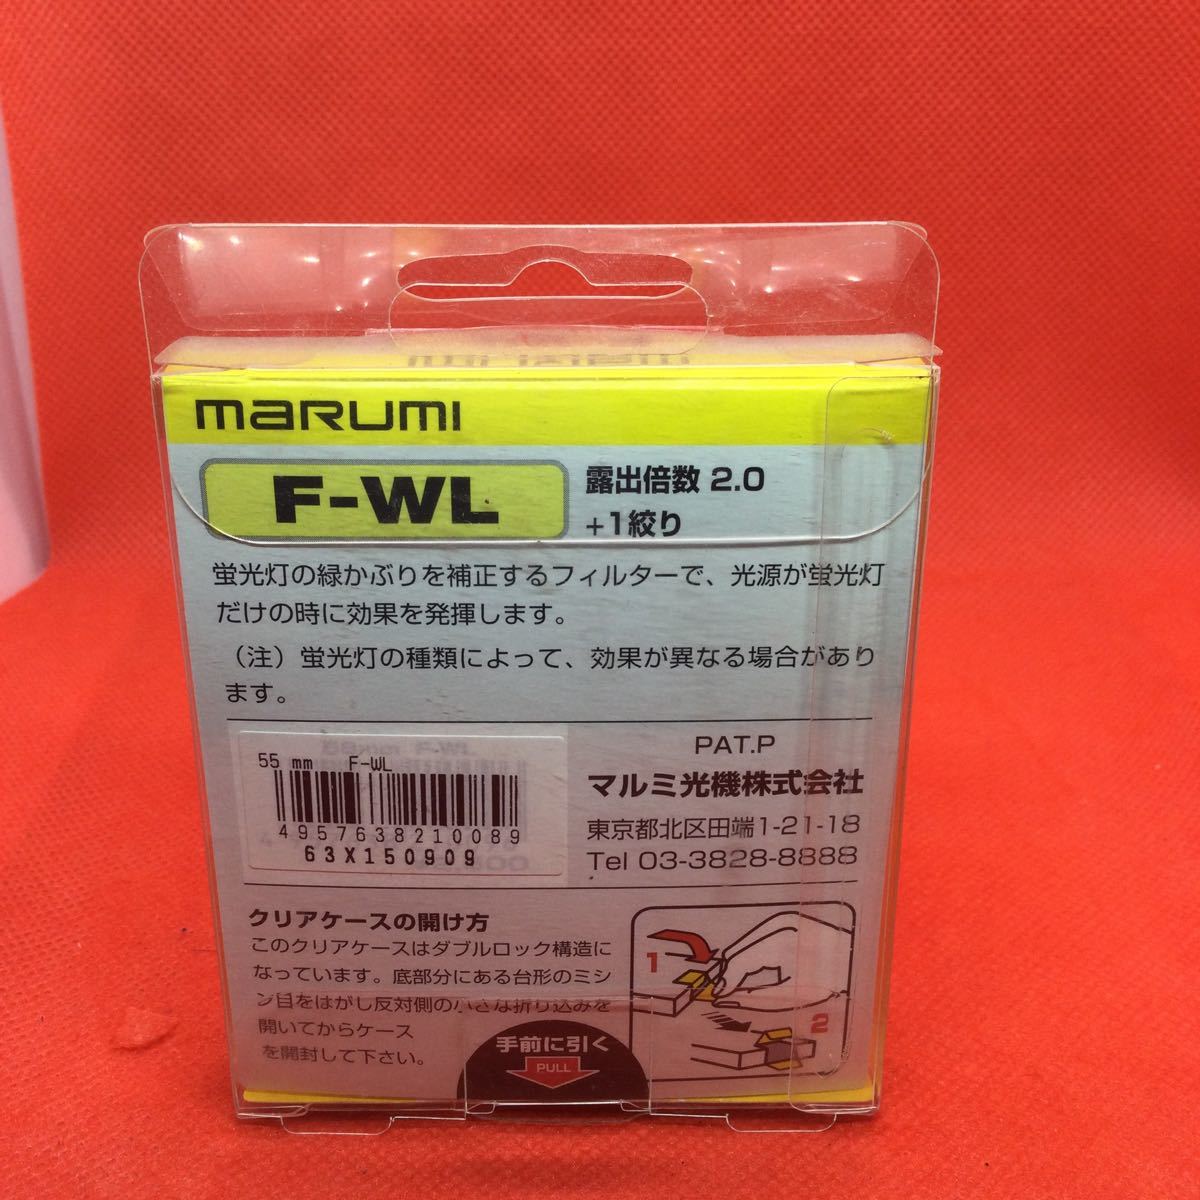 marumi
F-WL
露出倍数 2.0
+1絞り
蛍光灯の緑かぶりを補正するフィルターで、光源が蛍光灯
だけの時に効果を発揮します。
（注）蛍光灯の種類によって、効果が異なる場合があり
ます。
55 mm F-WL
4957638210089
63X150909
PAT.P
マルミ光機株式会社
東京都北区田端1-21-18
Tel 03-3828-8888
クリアケースの開け方
このクリアケースはダブルロック構造に
なっています。底部分にある台形のミシ
ン目をはがし反対側の小さな折り込みを
開いてからケース
を開封して下さい。
1
2
手前に引く
PULL